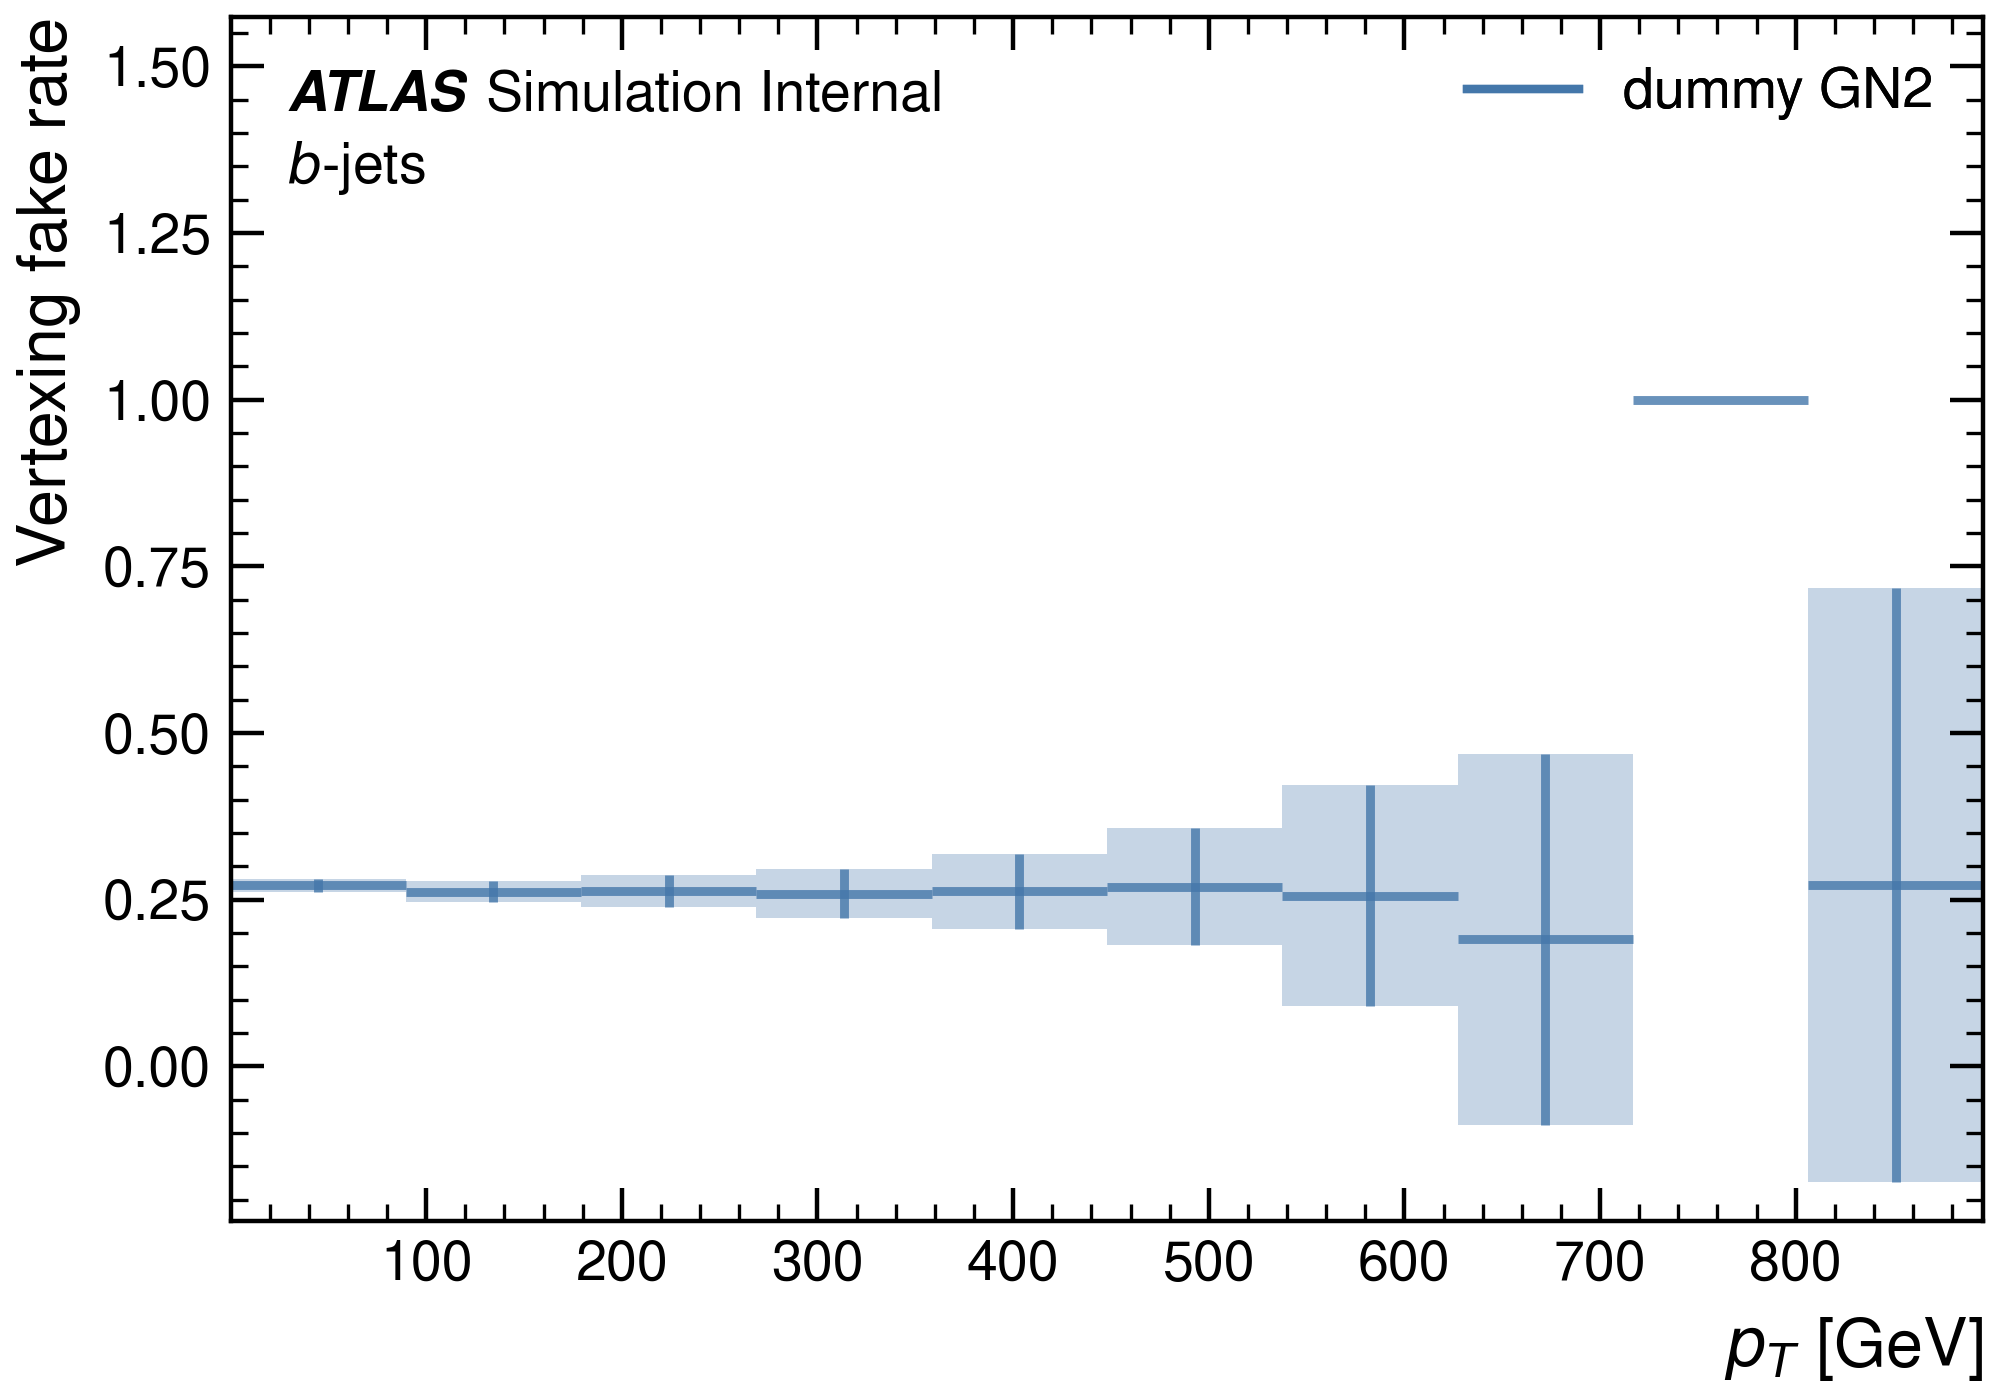 Vertexing fake rate
1.50
1.25
1.00
0.75
0.50
0.25
0.00
ATLAS Simulation Internal
b-jets
dummy GN2
100 200 300 400 500 600 700 800
pT [GeV]